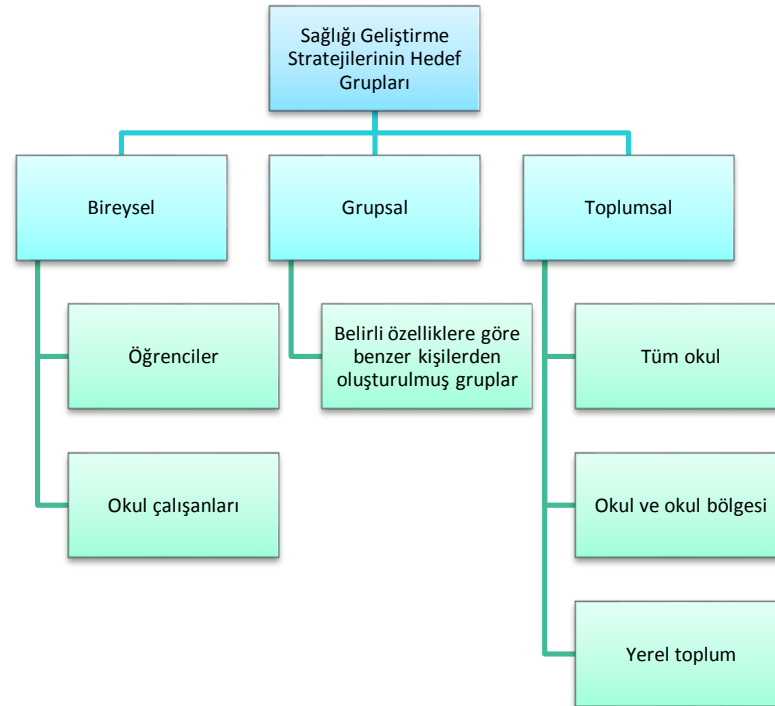 Sağlığı Geliştirme
Stratejilerinin Hedef
Grupları
Bireysel
Grupsal
Toplumsal
Öğrenciler
Belirli özelliklere göre
benzer kişilerden
oluşturulmuş gruplar
Tüm okul
Okul çalışanları
Okul ve okul bölgesi
Yerel toplum